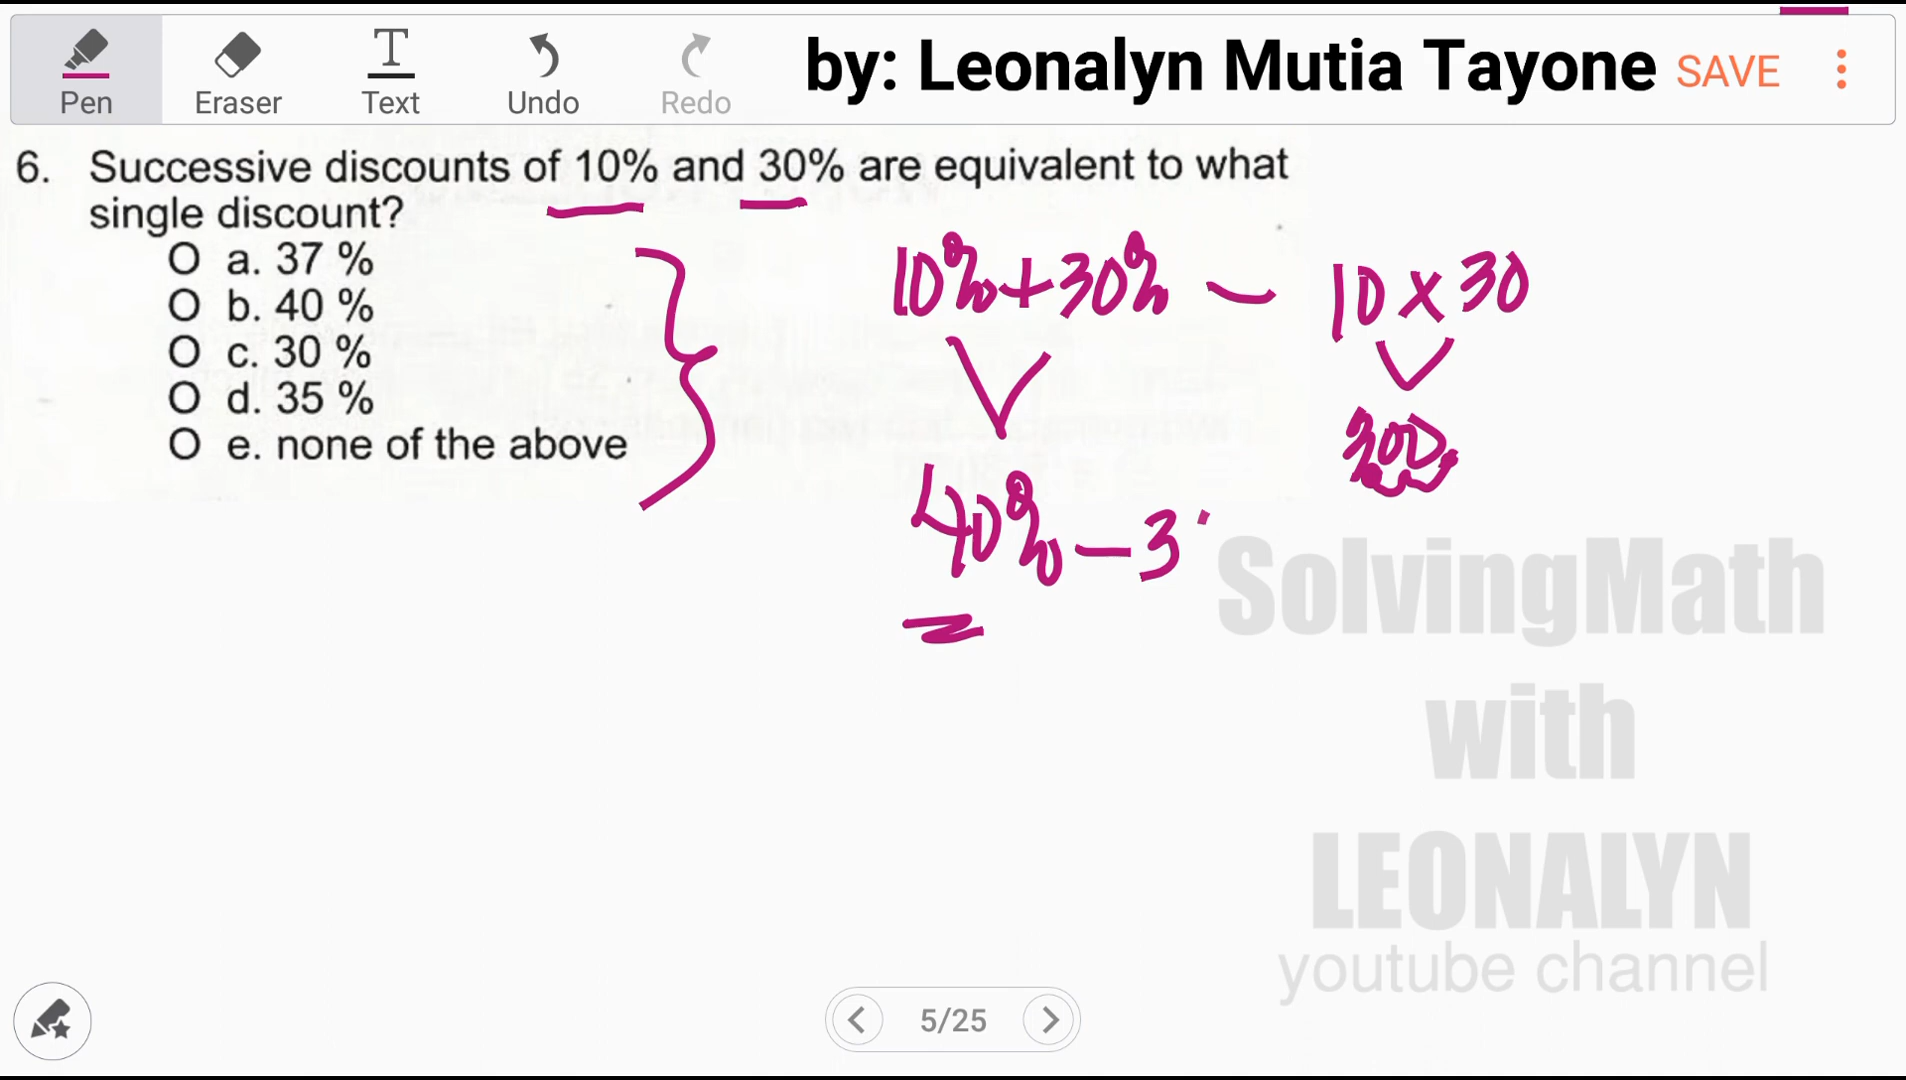 Pen
Eraser
Text
Undo
Redo
by: Leonalyn Mutia Tayone
SAVE
6. Successive discounts of 10% and 30% are equivalent to what
single discount?
O a. 37 %
O b. 40 %
O c. 30 %
O d. 35 %
O e. none of the above
10%+30% - 10 x 30
300
40% - 3
=
SolvingMath
with
LEONALYN
youtube channel
5/25